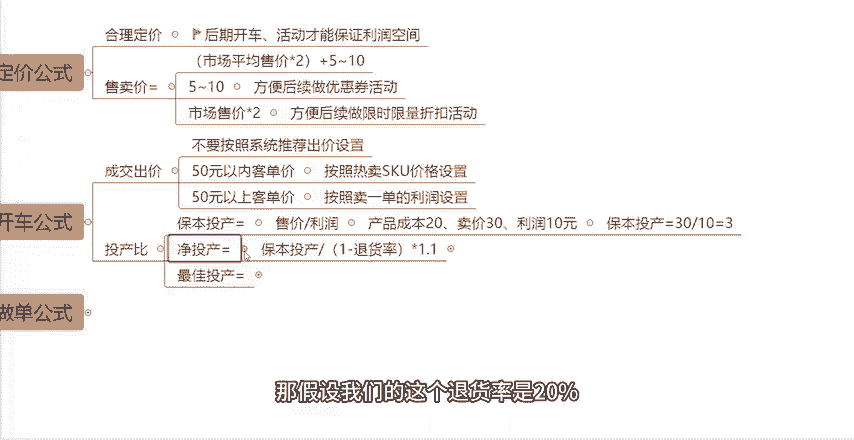 合理定价
后期开车、活动才能保证利润空间
定价公式
售卖价=
（市场平均售价*2）+5~10
5~10
方便后续做优惠券活动
市场售价*2
方便后续做限时限量折扣活动
开车公式
成交出价
不要按照系统推荐出价设置
50元以内客单价
按照热卖SKU价格设置
50元以上客单价
按照卖一单的利润设置
投产比
保本投产=
售价/利润
产品成本20、卖价30、利润10元
保本投产=30/10=3
净投产=
保本投产/（1-退货率）*1.1
最佳投产=
做单公式
那假设我们的这个退货率是20%